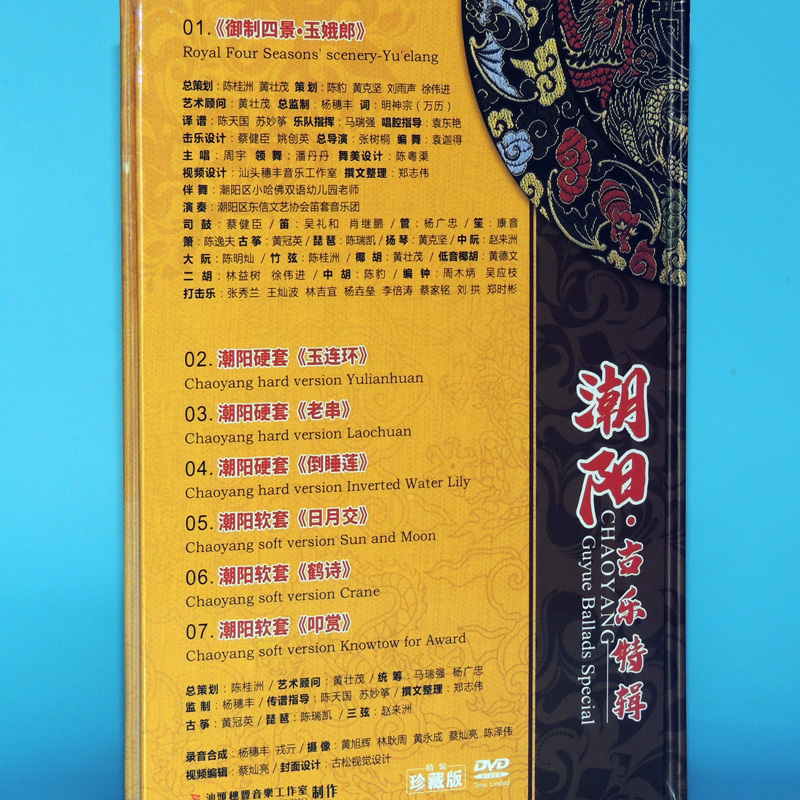 01.《御制四景·玉娥郎》
Royal Four Seasons' scenery-Yu'elang
总策划：陈桂洲 黄壮茂 策划：陈豹 黄克坚 刘雨声 徐伟进
艺术顾问：黄壮茂 总监制：杨穗丰 词：明神宗（万历）
译谱：陈天国 苏妙筝 乐队指挥：马瑞强 唱腔指导：袁东艳
击乐设计：蔡健臣 姚创英 总导演：张树桐 编舞：袁迦得
主唱：周宇 领舞：潘丹丹 舞美设计：陈粤渠
视频设计：汕头穗丰音乐工作室 撰文整理：郑志伟
伴舞：潮阳区小哈佛双语幼儿园老师
演奏：潮阳区东信文艺协会笛套音乐团
司鼓：蔡健臣/笛：吴礼和 肖继鹏/管：杨广忠/笙：康音
箫：陈逸夫 古筝：黄冠英/琵琶：陈瑞凯/扬琴：黄克坚/中阮：赵来洲
大阮：陈明灿/竹弦：陈桂洲/椰胡：黄壮茂/低音椰胡：黄德文
二胡：林益树 徐伟进/中胡：陈豹/编钟：周木炳 吴应枝
打击乐：张秀兰 王灿波 林吉宜 杨垚垒 李倍涛 蔡家铭 刘拱 郑时彬
02.潮阳硬套《玉连环》
Chaoyang hard version Yulianhuan
03.潮阳硬套《老串》
Chaoyang hard version Laochuan
04.潮阳硬套《倒睡莲》
Chaoyang hard version Inverted Water Lily
05.潮阳软套《日月交》
Chaoyang soft version Sun and Moon
06.潮阳软套《鹤诗》
Chaoyang soft version Crane
07.潮阳软套《叩赏》
Chaoyang soft version Knowtow for Award
总策划：陈桂洲/艺术顾问：黄壮茂/统筹：马瑞强 杨广忠
监制：杨穗丰/传谱指导：陈天国 苏妙筝/撰文整理：郑志伟
古筝：黄冠英/琵琶：陈瑞凯/三弦：赵来洲
录音合成：杨穗丰 戎亓/摄像：黄旭辉 林耿周 黄永成 蔡灿亮 陈泽伟
视频编辑：蔡灿亮/封面设计：古松视觉设计
汕头穗豐音樂工作室 制作
精装
珍藏版
DVD
VIDEO
Time Limited
潮阳·古乐特辑
CHAOYANG
Guyue Ballads Special